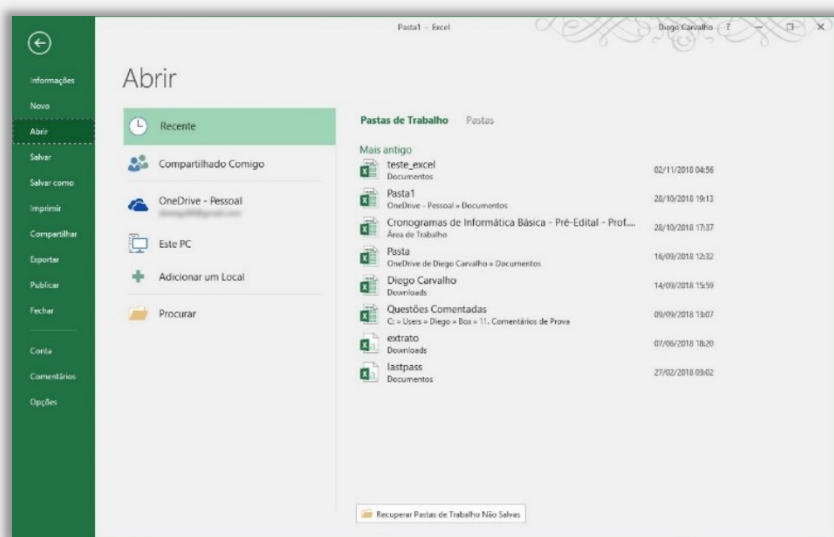 Pasta1 - Excel
Diego Carvalho
?
Informações
Novo
Abrir
Salvar
Salvar como
Imprimir
Compartilhar
Exportar
Publicar
Fechar
Conta
Comentários
Opções
Abrir
Recente
Compartilhado Comigo
OneDrive - Pessoal
Este PC
Adicionar um Local
Procurar
Pastas de Trabalho Pastas
Mais antigo
teste_excel
Documentos
02/11/2018 04:56
Pasta1
OneDrive - Pessoal » Documentos
28/10/2018 19:13
Cronogramas de Informática Básica - Pré-Edital - Prof....
Área de Trabalho
28/10/2018 17:37
Pasta
OneDrive de Diego Carvalho » Documentos
16/09/2018 12:32
Diego Carvalho
Downloads
14/09/2018 15:59
Questões Comentadas
C: » Users » Diego » Box » 11. Comentários de Prova
09/09/2018 13:07
extrato
Downloads
07/06/2018 18:20
lastpass
Documentos
27/02/2018 03:02
Recuperar Pastas de Trabalho Não Salvas